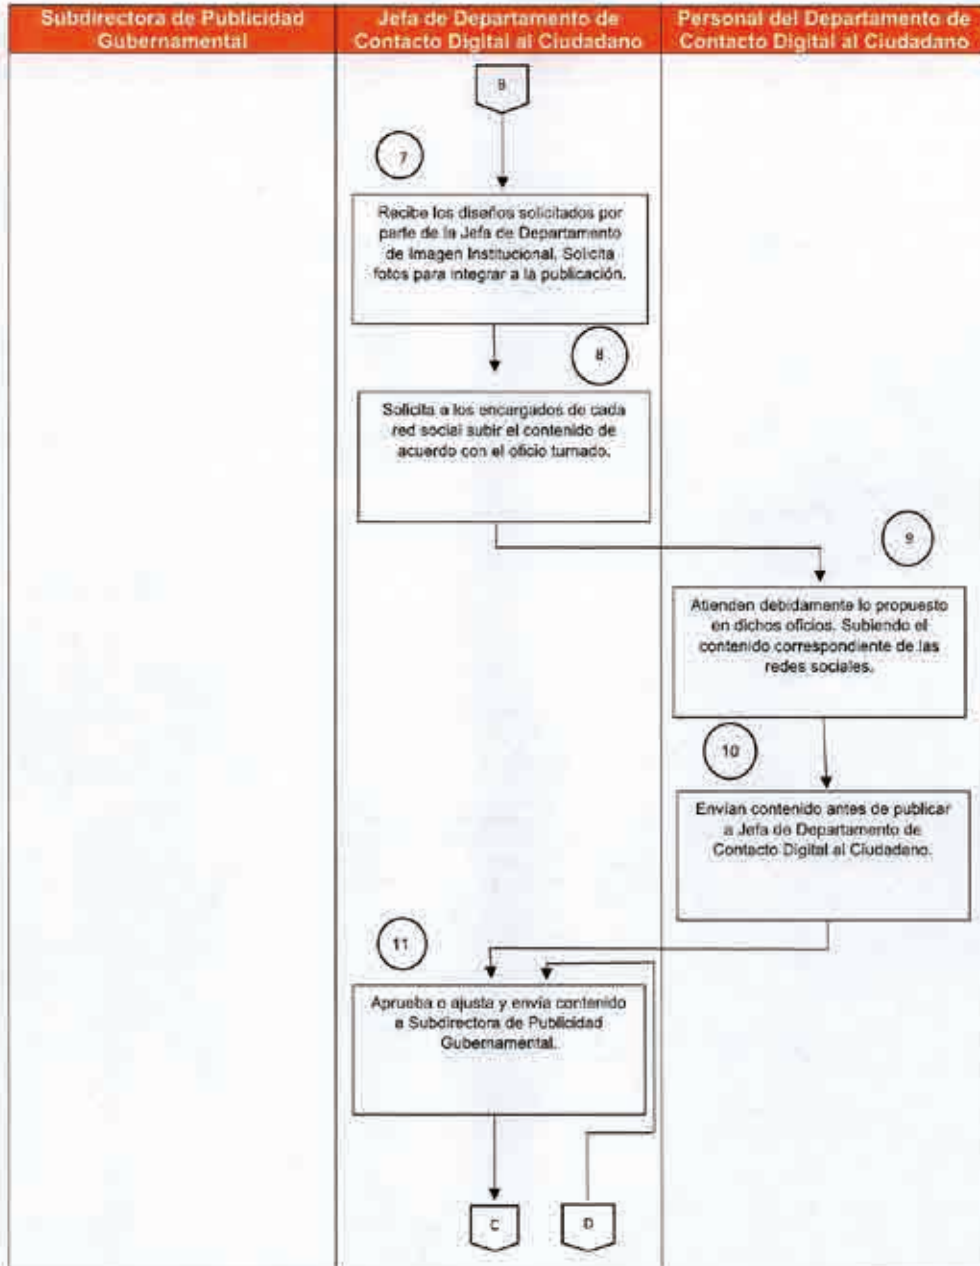 Subdirectora de Publicidad
Gubernamental
Jefa de Departamento de
Contacto Digital al Ciudadano
Personal del Departamento de
Contacto Digital al Ciudadano
B
7
Recibe los diseños solicitados por
parte de la Jefa de Departamento
de Imagen Institucional. Solicita
fotos para integrar a la publicación.
8
Solicita a los encargados de cada
red social subir el contenido de
acuerdo con el oficio turnado.
9
Atienden debidamente lo propuesto
en dichos oficios. Subiendo el
contenido correspondiente de las
redes sociales.
10
Envían contenido antes de publicar
a Jefa de Departamento de
Contacto Digital al Ciudadano.
11
Aprueba o ajusta y envía contenido
a Subdirectora de Publicidad
Gubernamental.
C
D